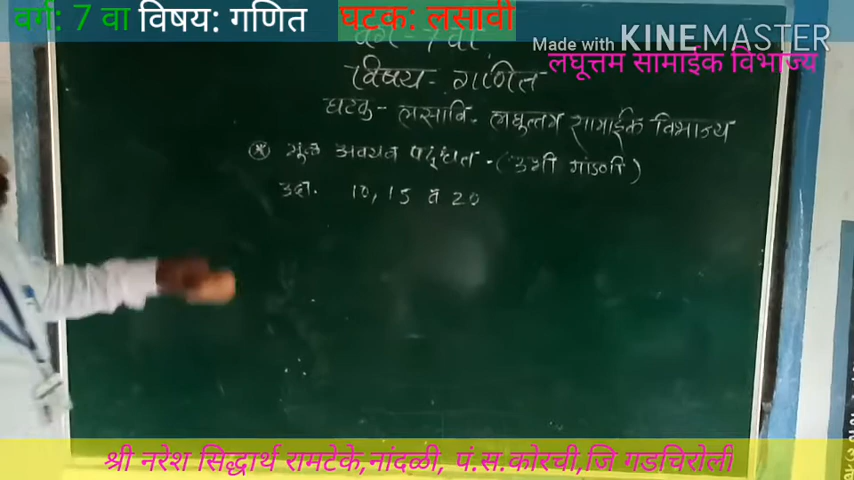 वर्ग: 7 वा विषय: गणित घटक: लसावी
Made with KINEMASTER
लघूत्तम सामाईक विभाज्य
वर्ग - 7 वा
विषय - गणित
घटक - लसावि - लघुत्तम सामाईक विभाज्य
* मुळ अवयव पद्धत - (उभी मांडणी)
उदा. 10, 15 व 20
श्री नरेश सिद्धार्थ रामटेके,नांदळी, पं.स.कोरची,जि गडचिरोली